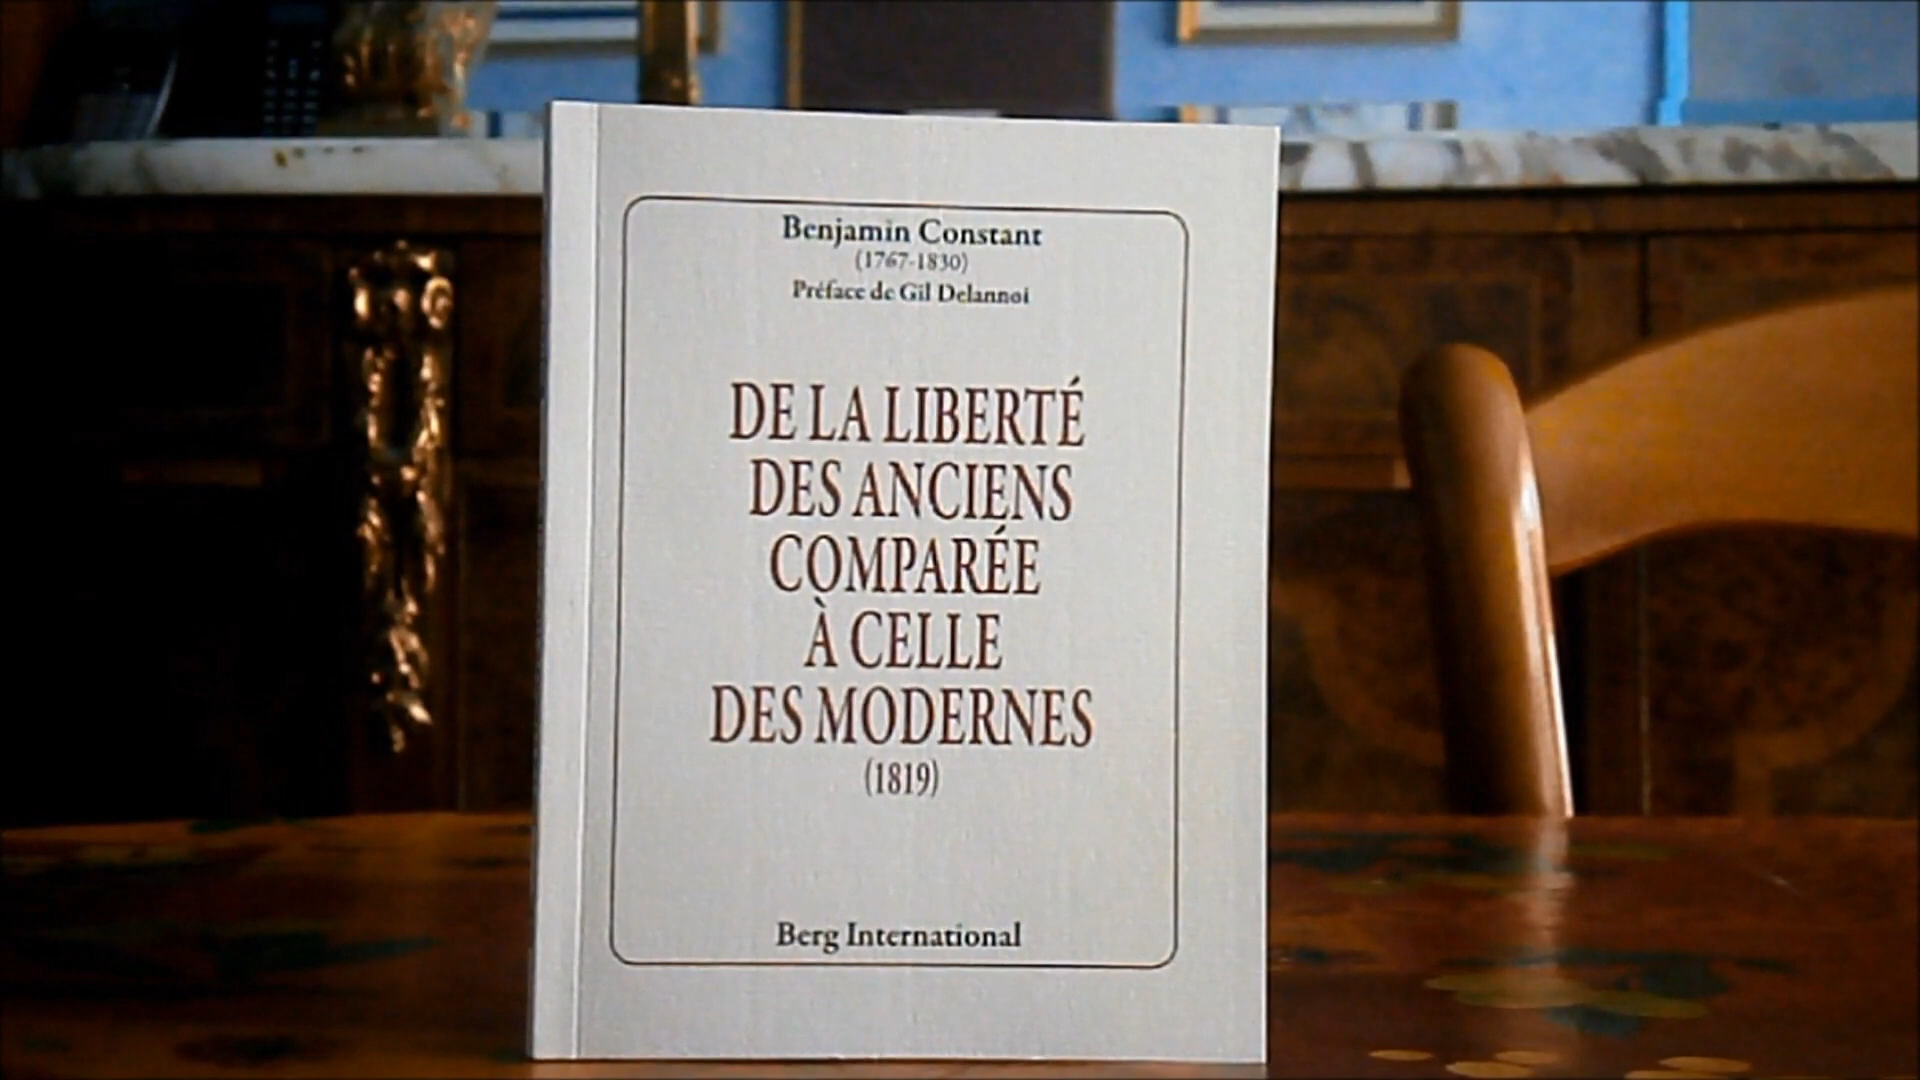 Benjamin Constant
(1767-1830)
Préface de Gil Delannoi
DE LA LIBERTÉ
DES ANCIENS
COMPARÉE
À CELLE
DES MODERNES
(1819)
Berg International